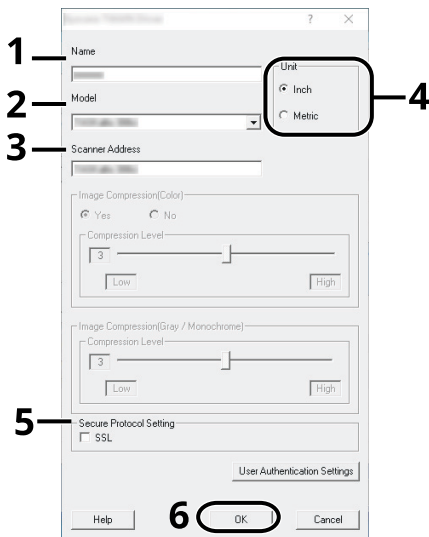 ? ×
1
Name
Unit
Inch
4
2
Model
Metric
3
Scanner Address
Image Compression(Color)
Yes No
Compression Level
3
Low High
Image Compression(Gray / Monochrome)
Compression Level
3
Low High
5
Secure Protocol Setting
SSL
User Authentication Settings
Help 6 OK Cancel